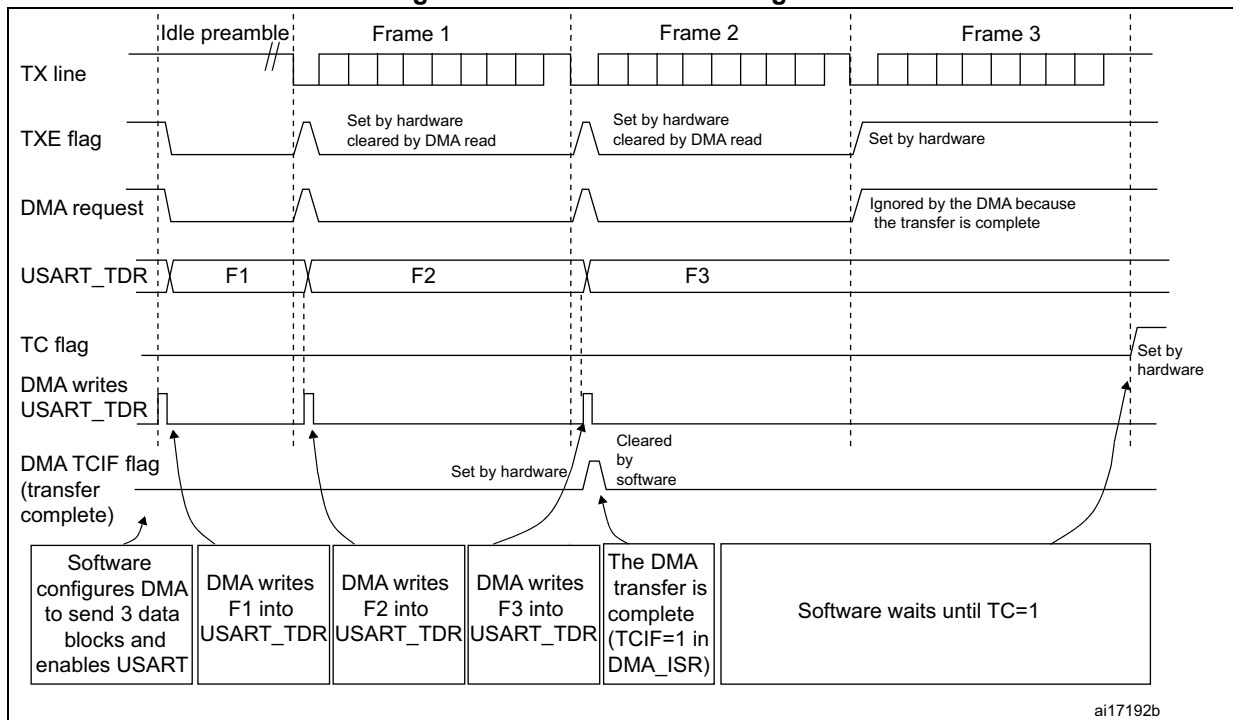 Idle preamble Frame 1 Frame 2 Frame 3
TX line
TXE flag
Set by hardware
cleared by DMA read
Set by hardware
cleared by DMA read
Set by hardware
DMA request
Ignored by the DMA because
the transfer is complete
USART_TDR F1 F2 F3
TC flag
Set by
hardware
DMA writes
USART_TDR
DMA TCIF flag
(transfer
complete)
Set by hardware
Cleared
by
software
Software
configures DMA
to send 3 data
blocks and
enables USART
DMA writes
F1 into
USART_TDR
DMA writes
F2 into
USART_TDR
DMA writes
F3 into
USART_TDR
The DMA
transfer is
complete
(TCIF=1 in
DMA_ISR)
Software waits until TC=1
ai17192b